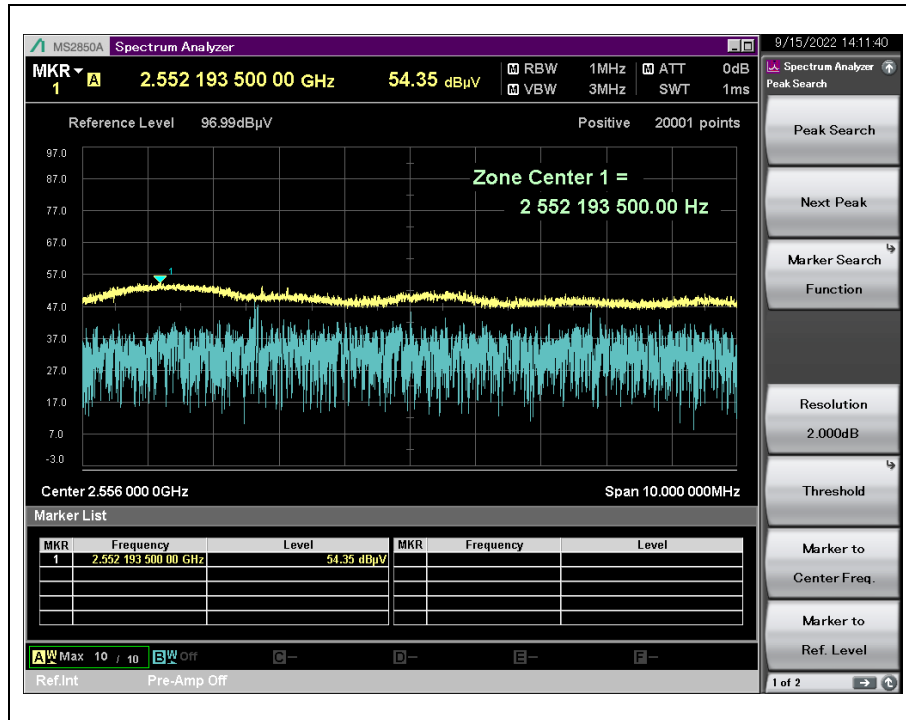 MS2850A Spectrum Analyzer
9/15/2022 14:11:40
MKR 1 A 2.552 193 500 00 GHz 54.35 dBµV
M RBW 1MHz M ATT 0dB
M VBW 3MHz SWT 1ms
Reference Level 96.99dBµV Positive 20001 points
97.0
87.0
77.0
67.0
57.0
47.0
37.0
27.0
17.0
7.0
-3.0
Zone Center 1 =
2 552 193 500.00 Hz
1
Center 2.556 000 0GHz Span 10.000 000MHz
Marker List
MKR Frequency Level MKR Frequency Level
1 2.552 193 500 00 GHz 54.35 dBµV
A W Max 10 / 10 B W Off C - D - E - F -
Ref.Int Pre-Amp Off
Spectrum Analyzer
Peak Search
Peak Search
Next Peak
Marker Search
Function
Resolution
2.000dB
Threshold
Marker to
Center Freq.
Marker to
Ref. Level
1 of 2